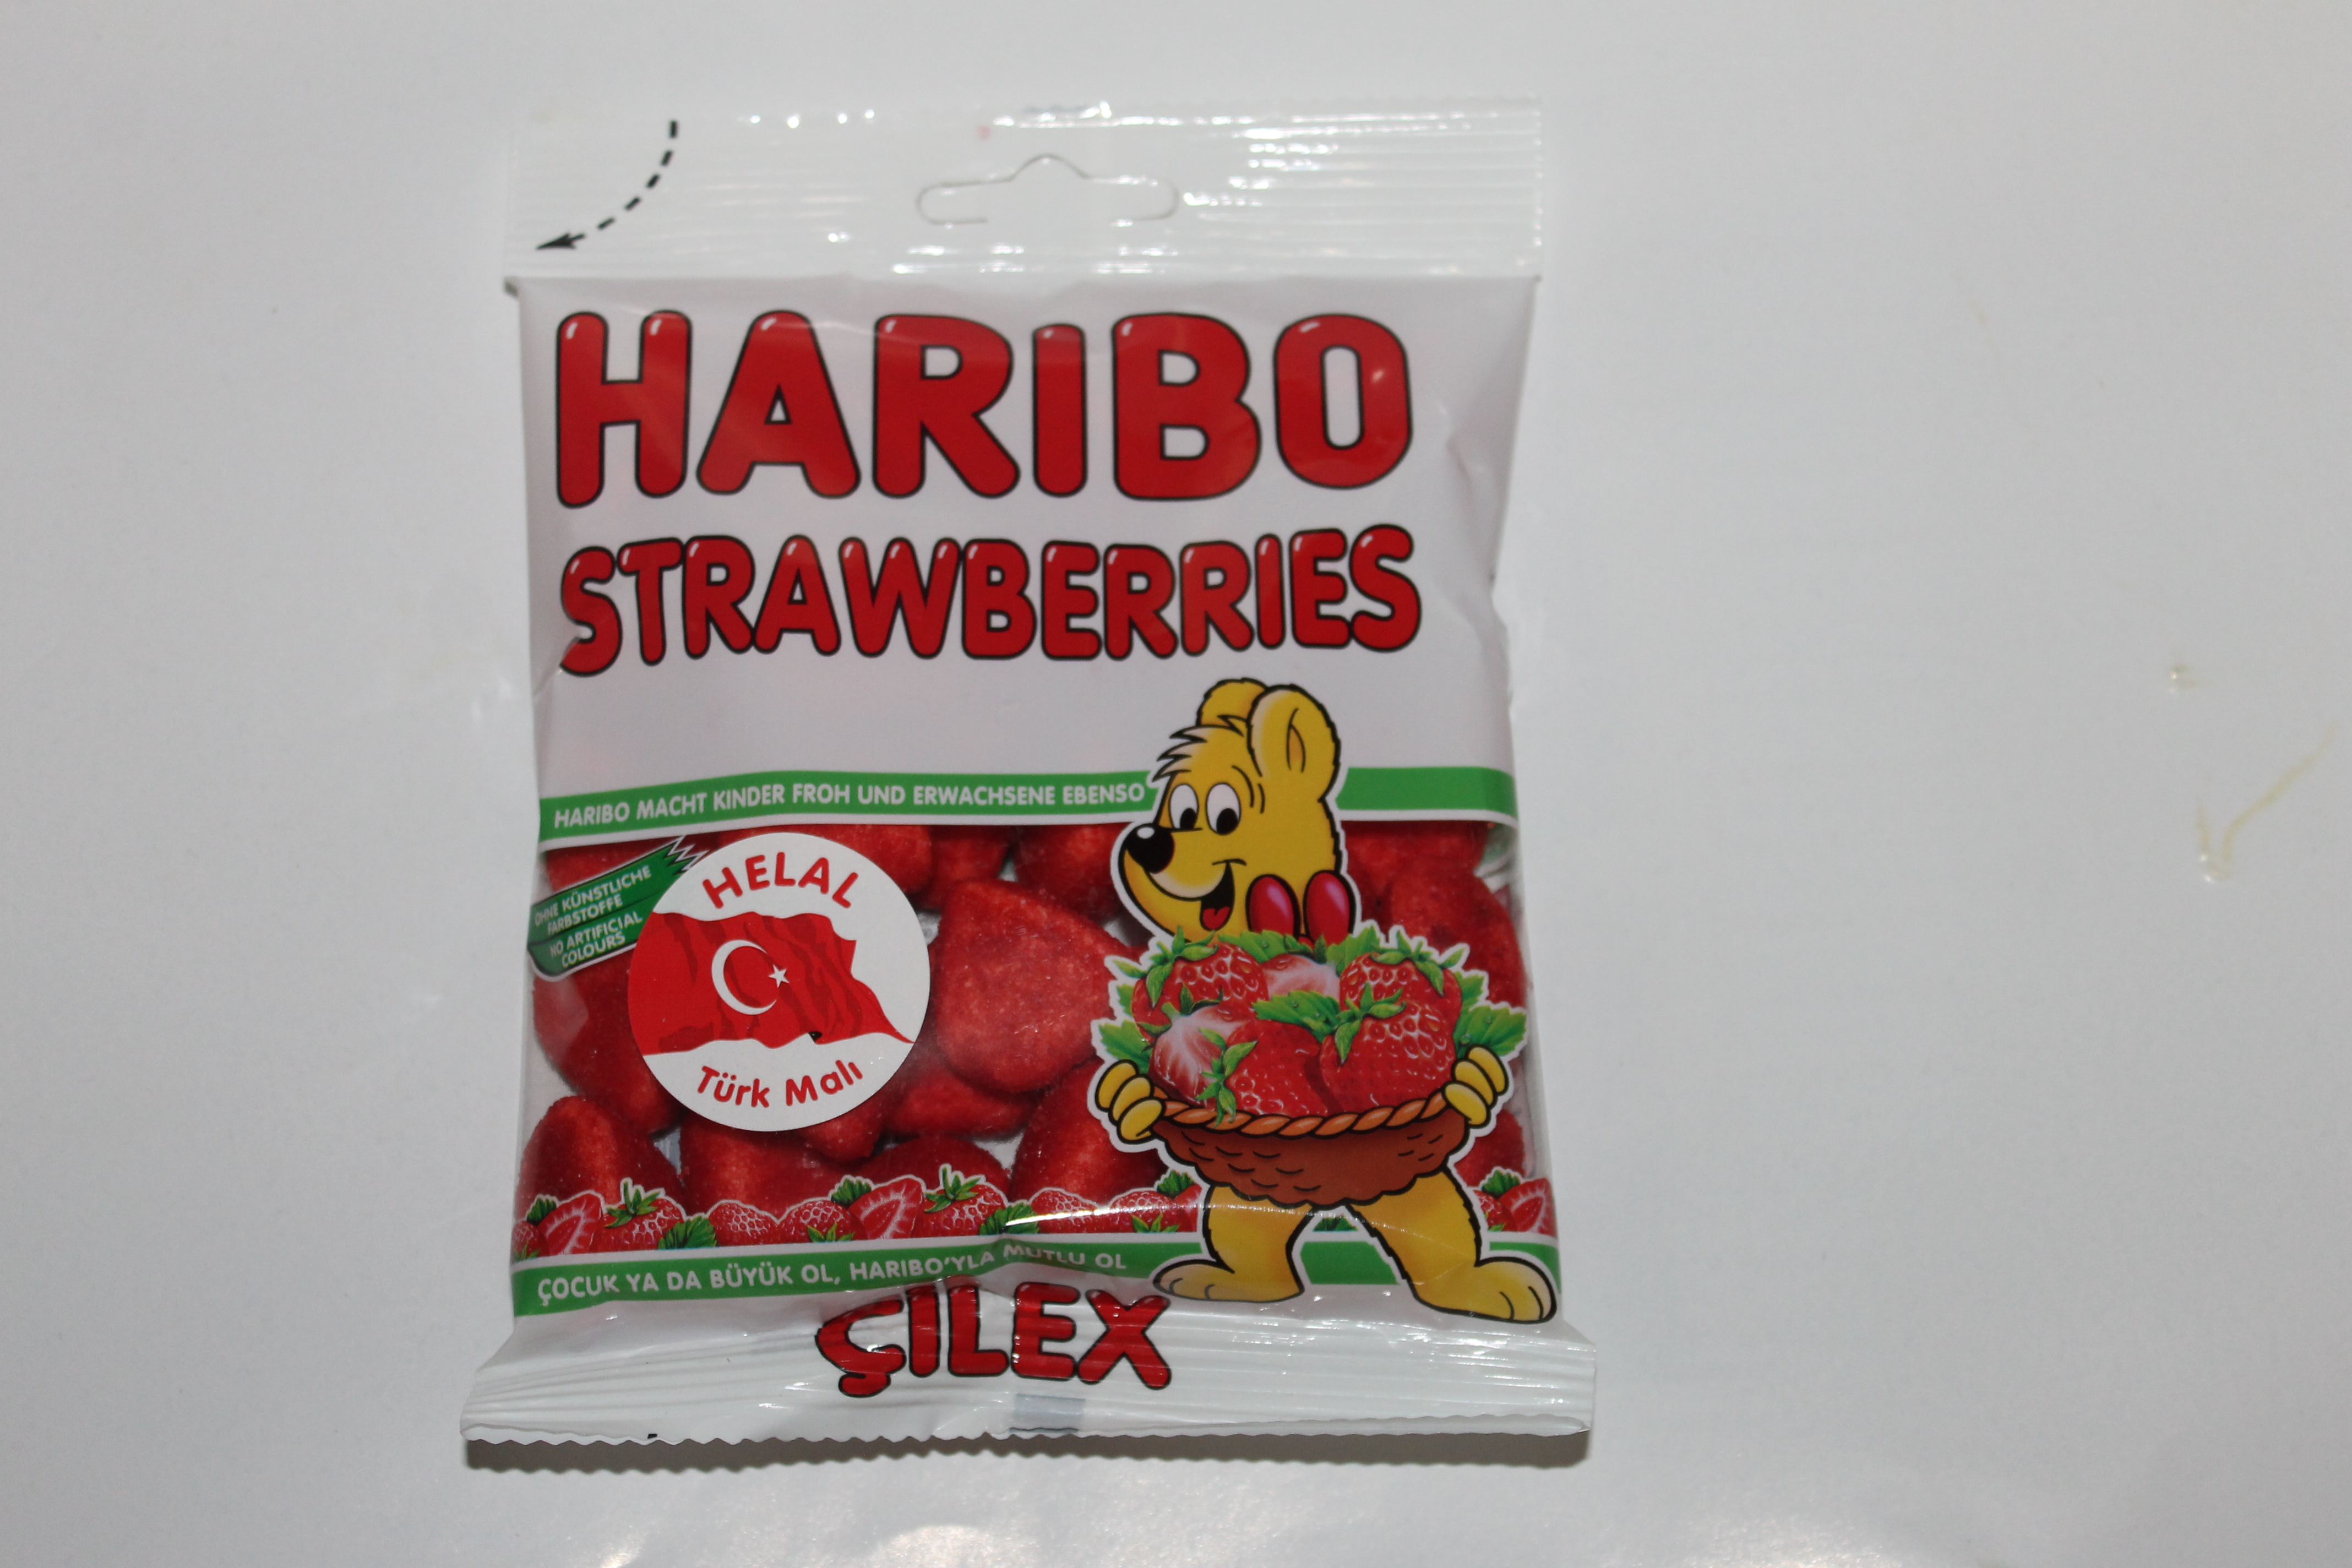 HARIBO
STRAWBERRIES
HARIBO MACHT KINDER FROH UND ERWACHSENE EBENSO
OHNE KÜNSTLICHE
FARBSTOFFE
NO ARTIFICIAL
COLOURS
HELAL
Türk Malı
ÇOCUK YA DA BÜYÜK OL, HARIBO'YLA MUTLU OL
ÇILEX